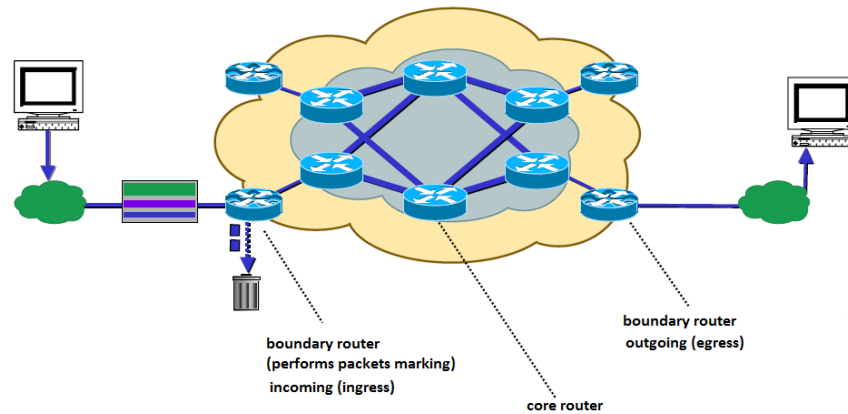 boundary router
(performs packets marking)
incoming (ingress)
core router
boundary router
outgoing (egress)